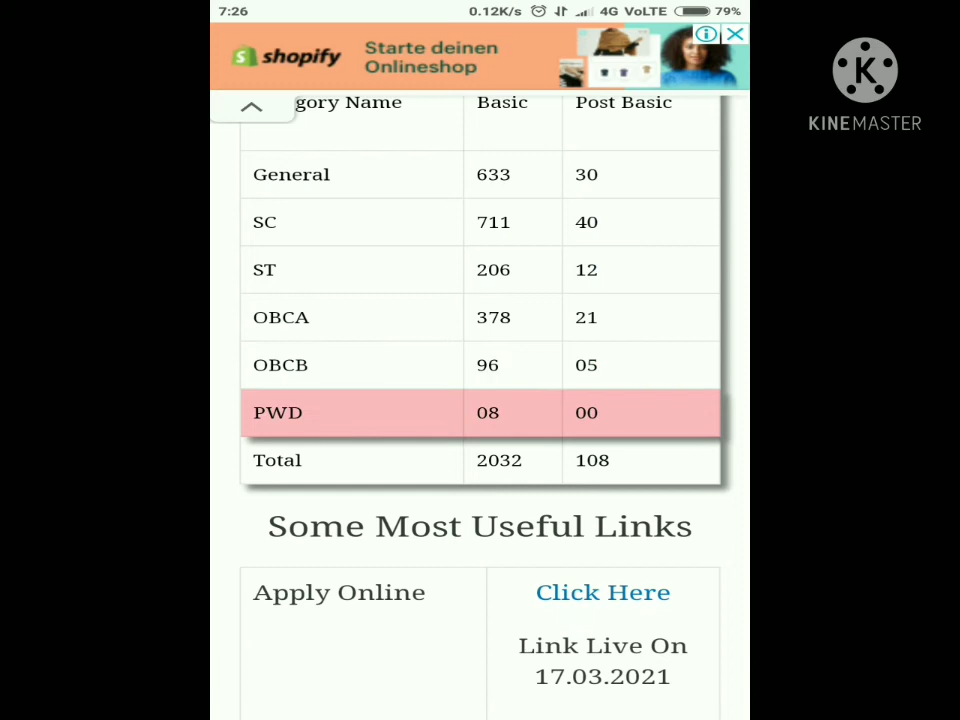 7:26 0.12K/s 4G VoLTE 79%
shopify Starte deinen
Onlineshop
KINEMASTER
gory Name Basic Post Basic
General 633 30
SC 711 40
ST 206 12
OBCA 378 21
OBCB 96 05
PWD 08 00
Total 2032 108
Some Most Useful Links
Apply Online Click Here
Link Live On
17.03.2021